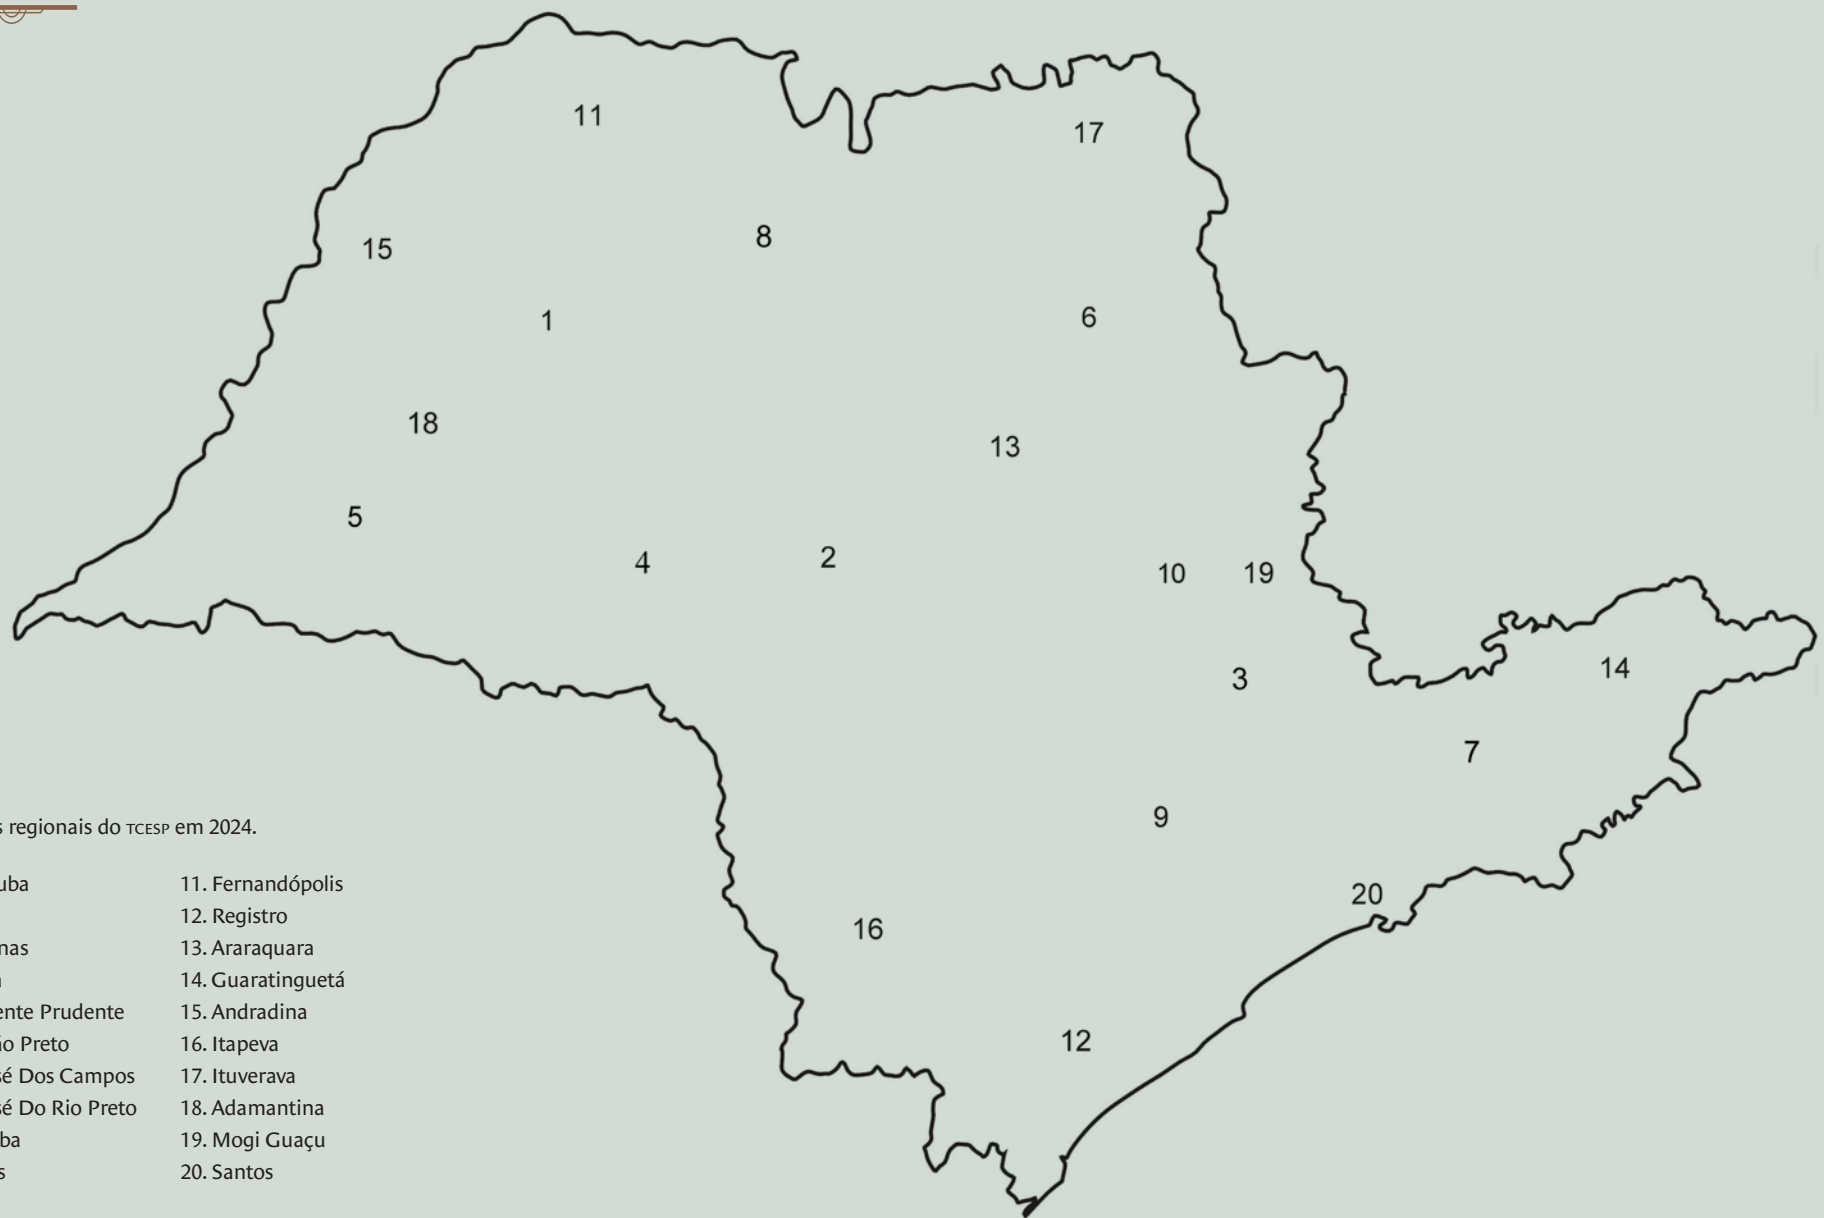 11
17
15
8
1
6
18
13
5
4
2
10
19
14
3
7
9
20
16
12
s regionais do TCESP em 2024.
uba
nas
ente Prudente
io Preto
sé Dos Campos
sé Do Rio Preto
ba
s
11. Fernandópolis
12. Registro
13. Araraquara
14. Guaratinguetá
15. Andradina
16. Itapeva
17. Ituverava
18. Adamantina
19. Mogi Guaçu
20. Santos